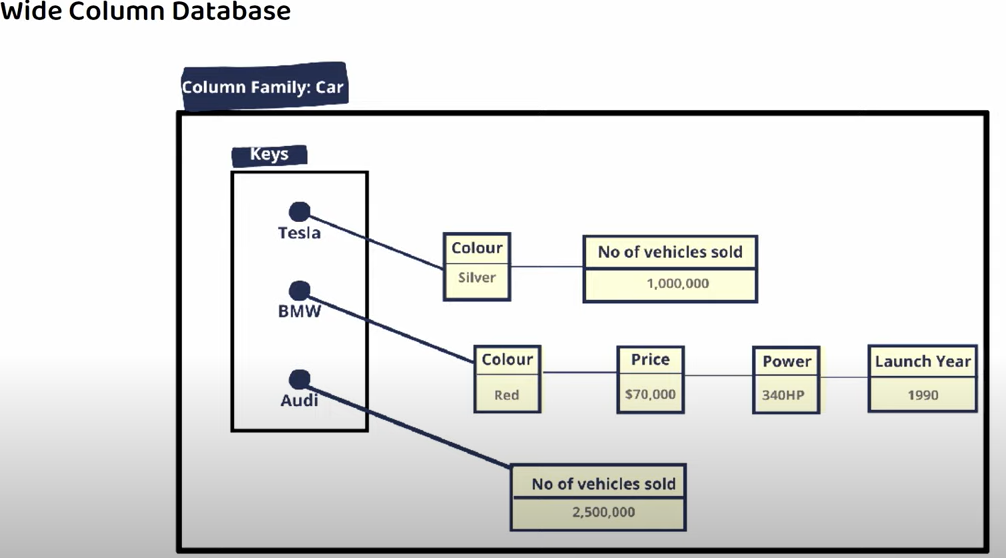 Wide Column Database
Column Family: Car
Keys
Tesla
Colour
Silver
No of vehicles sold
1,000,000
BMW
Colour
Red
Price
$70,000
Power
340HP
Launch Year
1990
Audi
No of vehicles sold
2,500,000